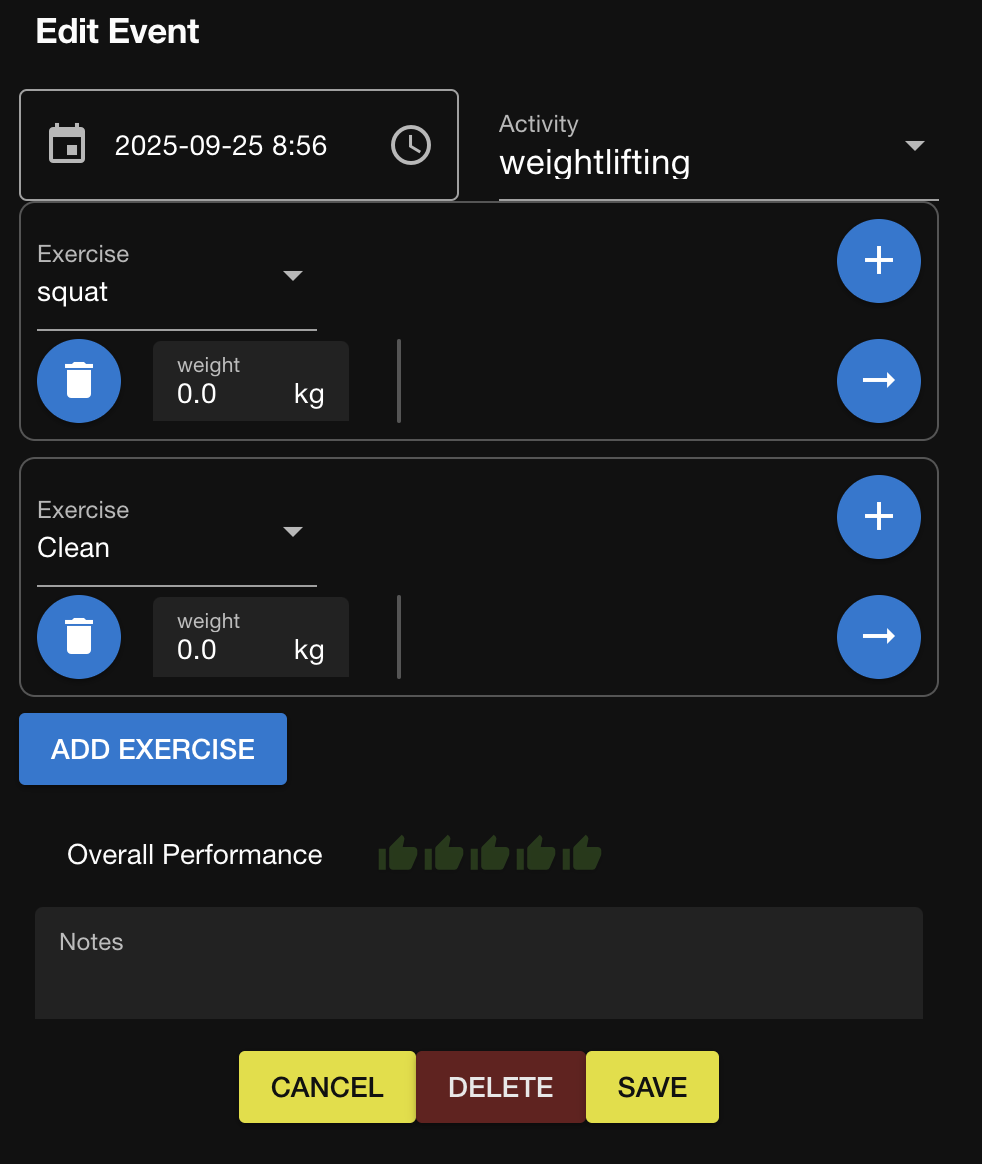 Edit Event
2025-09-25 8:56
Activity
weightlifting
Exercise
squat
weight
0.0 kg
Exercise
Clean
weight
0.0 kg
ADD EXERCISE
Overall Performance
Notes
CANCEL DELETE SAVE